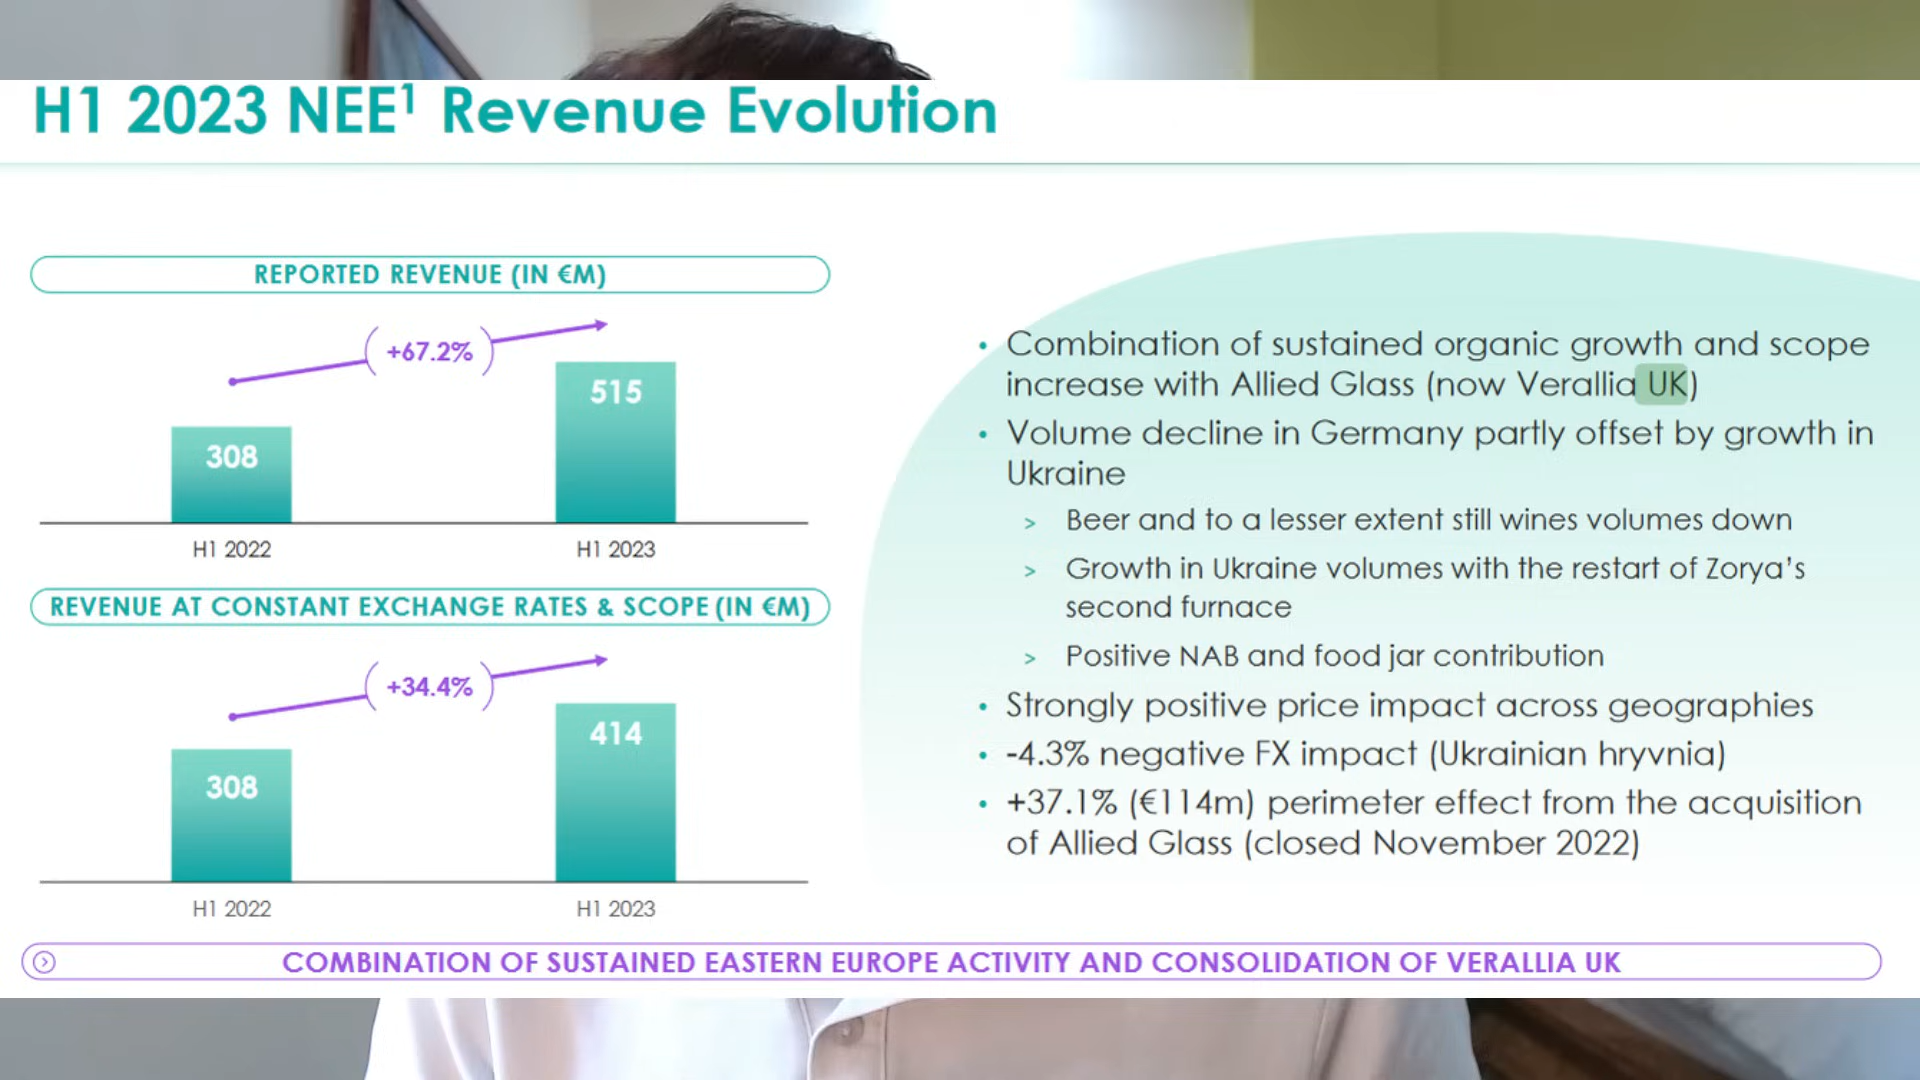 H1 2023 NEE¹ Revenue Evolution
REPORTED REVENUE (IN €M)
+67.2%
308
515
H1 2022
H1 2023
REVENUE AT CONSTANT EXCHANGE RATES & SCOPE (IN €M)
+34.4%
308
414
H1 2022
H1 2023
• Combination of sustained organic growth and scope
increase with Allied Glass (now Verallia UK)
• Volume decline in Germany partly offset by growth in
Ukraine
> Beer and to a lesser extent still wines volumes down
> Growth in Ukraine volumes with the restart of Zorya’s
second furnace
> Positive NAB and food jar contribution
• Strongly positive price impact across geographies
• -4.3% negative FX impact (Ukrainian hryvnia)
• +37.1% (€114m) perimeter effect from the acquisition
of Allied Glass (closed November 2022)
COMBINATION OF SUSTAINED EASTERN EUROPE ACTIVITY AND CONSOLIDATION OF VERALLIA UK